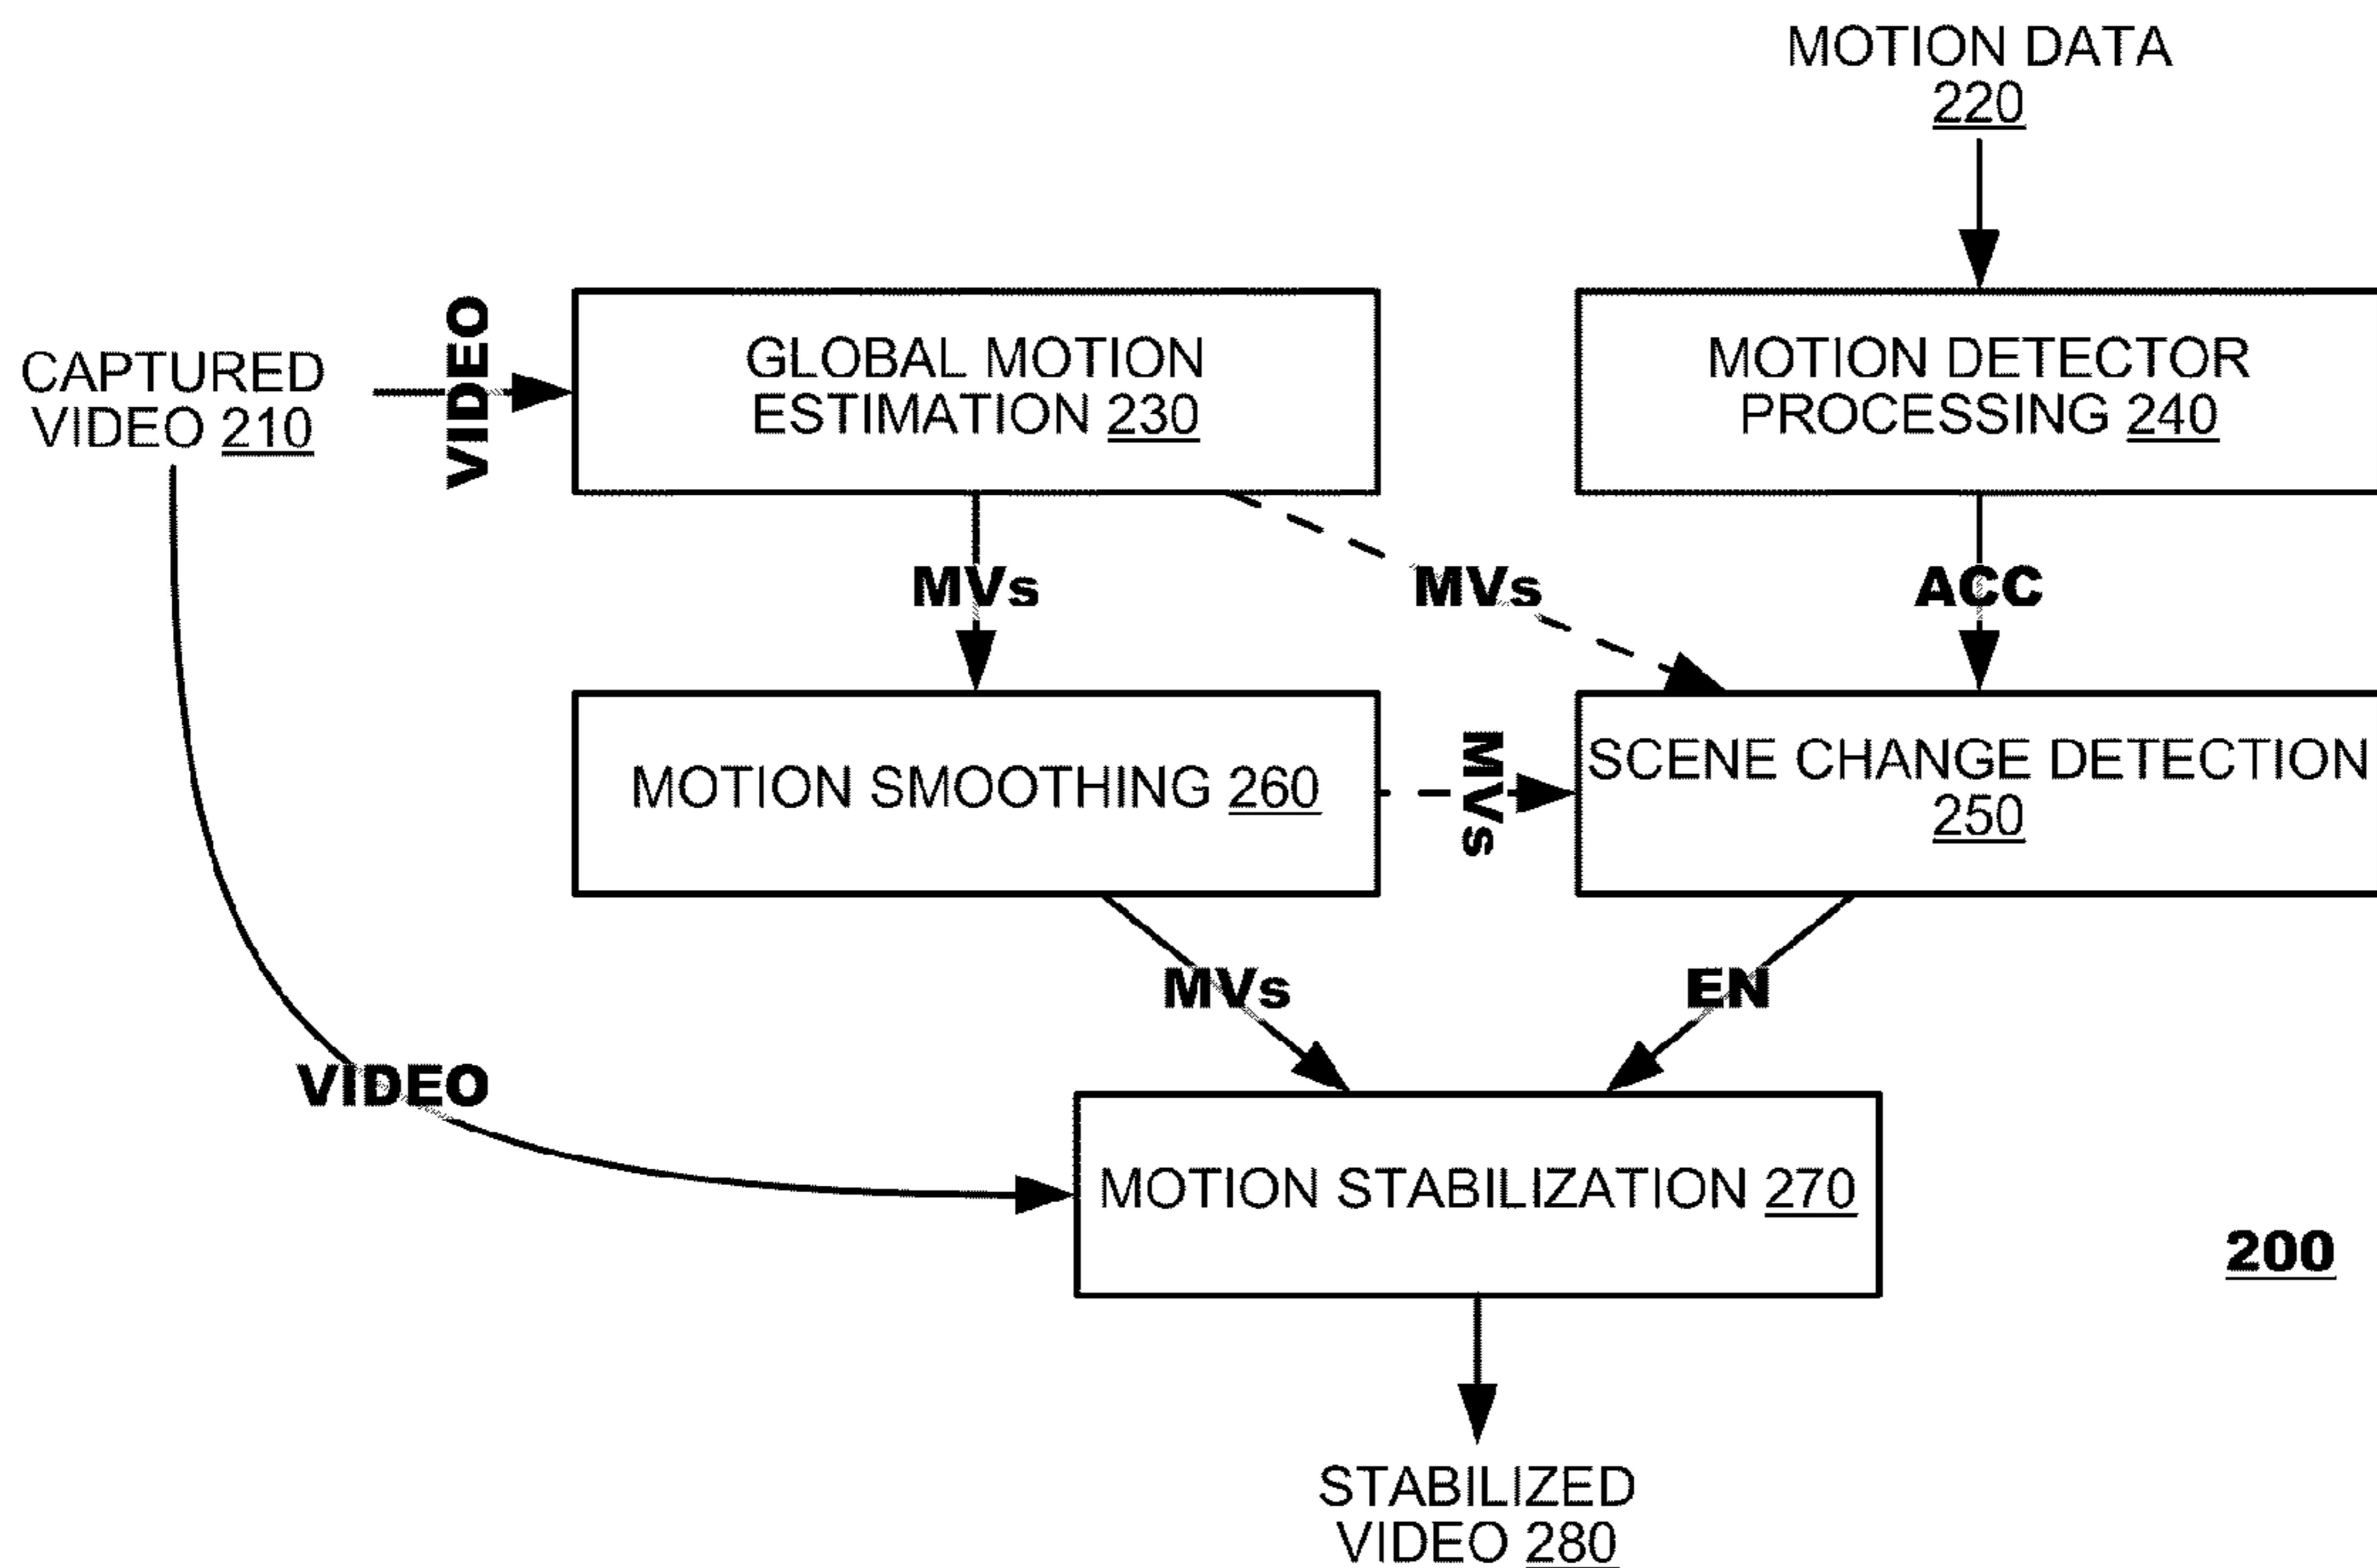 MOTION DATA
220
CAPTURED
VIDEO 210
VIDEO
GLOBAL MOTION
ESTIMATION 230
MOTION DETECTOR
PROCESSING 240
MVs
MVs
ACC
MOTION SMOOTHING 260
MVs
SCENE CHANGE DETECTION
250
MVs
EN
VIDEO
MOTION STABILIZATION 270
200
STABILIZED
VIDEO 280